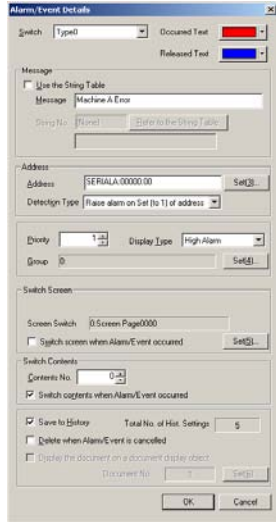 Alarm/Event Details
Switch Type0 Occurred Text
Released Text
Message
Use the String Table
Message Machine A Error
String No. [None] Refer to the String Table
Address
Address SERIALA:00000.00 Set(3)...
Detection Type Raise alarm on Set (to 1) of address
Priority 1 Display Type High Alarm
Group 0: Set(4)...
Switch Screen
Screen Switch 0:Screen Page0000
Switch screen when Alarm/Event occurred Set(5)...
Switch Contents
Contents No. 0
Switch contents when Alarm/Event occurred
Save to History Total No. of Hist. Settings 5
Delete when Alarm/Event is cancelled
Display the document on a document display object
Document No. 1 Set(6)
OK Cancel